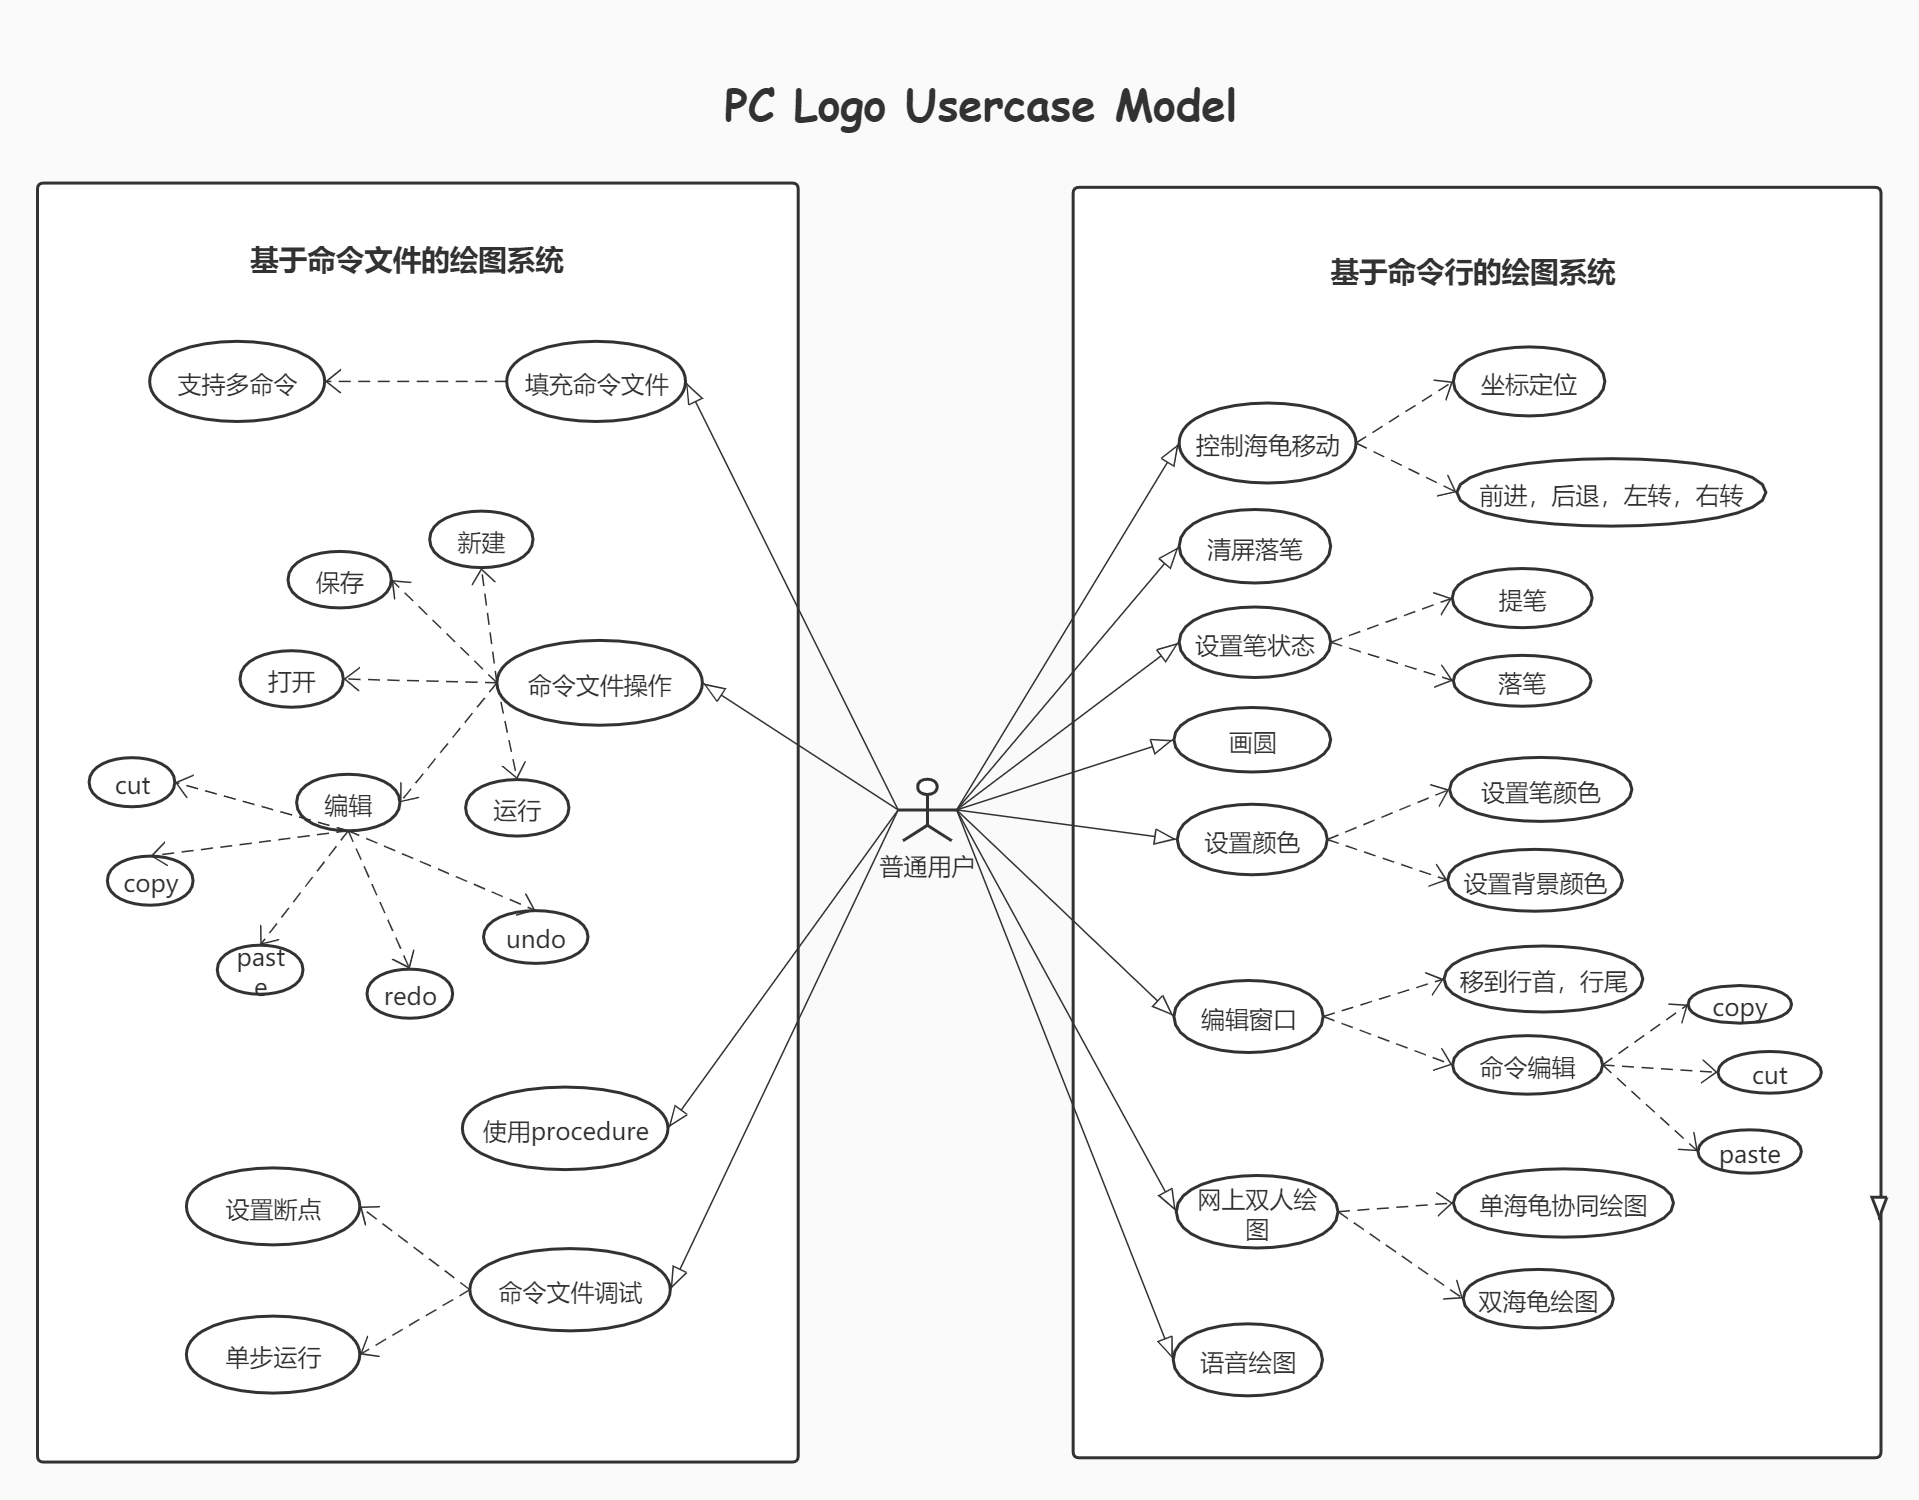 PC Logo Usercase Model
基于命令文件的绘图系统
支持多命令
填充命令文件
新建
保存
打开
命令文件操作
cut
编辑
运行
copy
undo
past
e
redo
使用procedure
设置断点
命令文件调试
单步运行
普通用户
基于命令行的绘图系统
坐标定位
控制海龟移动
前进，后退，左转，右转
清屏落笔
提笔
设置笔状态
落笔
画圆
设置笔颜色
设置颜色
设置背景颜色
移到行首，行尾
copy
编辑窗口
命令编辑
cut
paste
网上双人绘
图
单海龟协同绘图
双海龟绘图
语音绘图